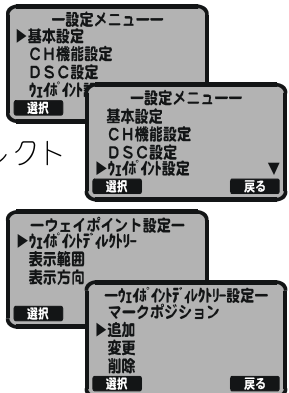 ー設定メニューー
▶基本設定
CH機能設定
DSC設定
ウェイポイント
選択
ー設定メニューー
基本設定
CH機能設定
DSC設定
▶ウェイポイント設定 ▼
選択 戻る
レクト
ーウェイポイント設定ー
▶ウェイポイントディレクトリー
表示範囲
表示方向
選択
ーウェイポイントディレクトリー設定ー
マークポジション
▶追加
変更
削除
選択 戻る